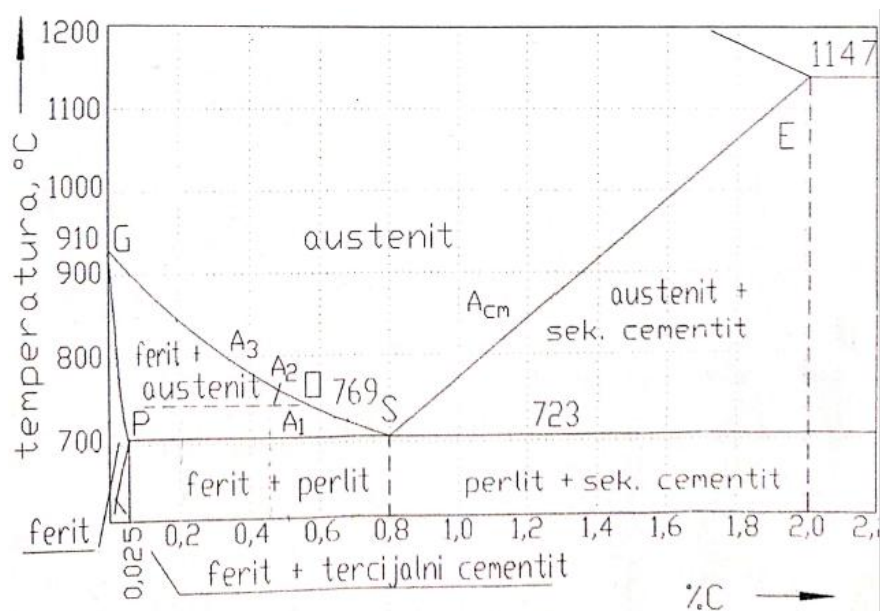 temperatura, °C
1200
1100
1000
910
900
800
700
1147
G
E
austenit
A3
Acm
austenit +
sek. cementit
ferit +
austenit
A2
769
S
A1
723
P
ferit + perlit
perlit + sek. cementit
ferit
0,025
0,2 0,4 0,6 0,8 1,0 1,2 1,4 1,6 1,8 2,0 2,
ferit + tercijalni cementit
%C